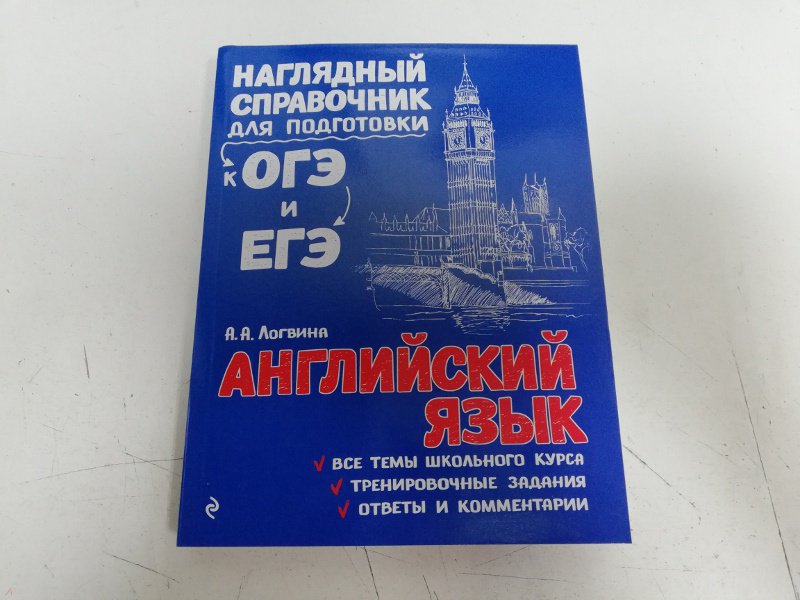 НАГЛЯДНЫЙ
СПРАВОЧНИК
ДЛЯ ПОДГОТОВКИ
К ОГЭ
И
ЕГЭ
А. А. ЛОГВИНА
АНГЛИЙСКИЙ
ЯЗЫК
ВСЕ ТЕМЫ ШКОЛЬНОГО КУРСА
ТРЕНИРОВОЧНЫЕ ЗАДАНИЯ
ОТВЕТЫ И КОММЕНТАРИИ